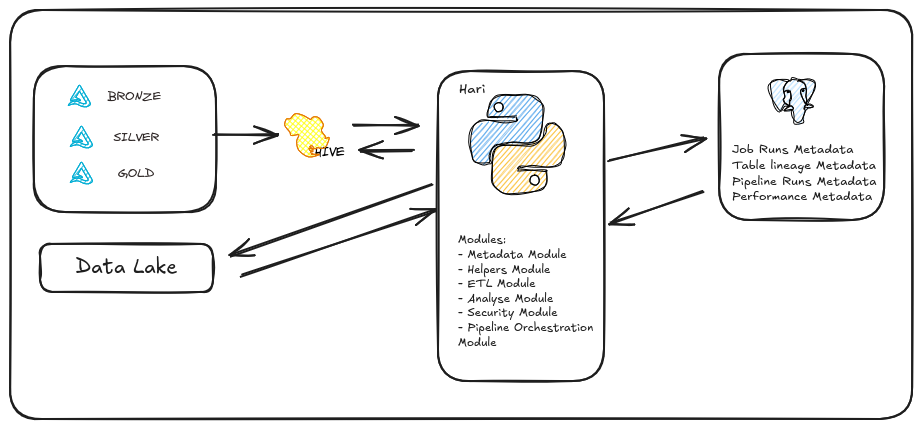 BRONZE
SILVER
GOLD
HIVE
Data Lake
Hari
Modules:
- Metadata Module
- Helpers Module
- ETL Module
- Analyse Module
- Security Module
- Pipeline Orchestration
Module
Job Runs Metadata
Table lineage Metadata
Pipeline Runs Metadata
Performance Metadata